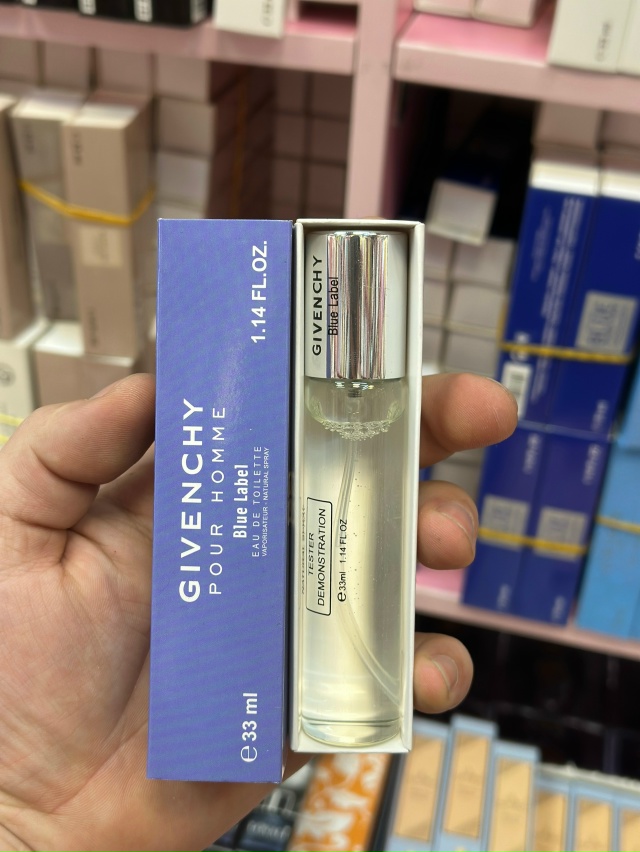 GIVENCHY
POUR HOMME
Blue Label
EAU DE TOILETTE
VAPORISATEUR · NATURAL SPRAY
1.14 FL.OZ.
℮ 33 ml
GIVENCHY
Blue Label
TESTER
DEMONSTRATION
℮33ml 1.14 FL.OZ